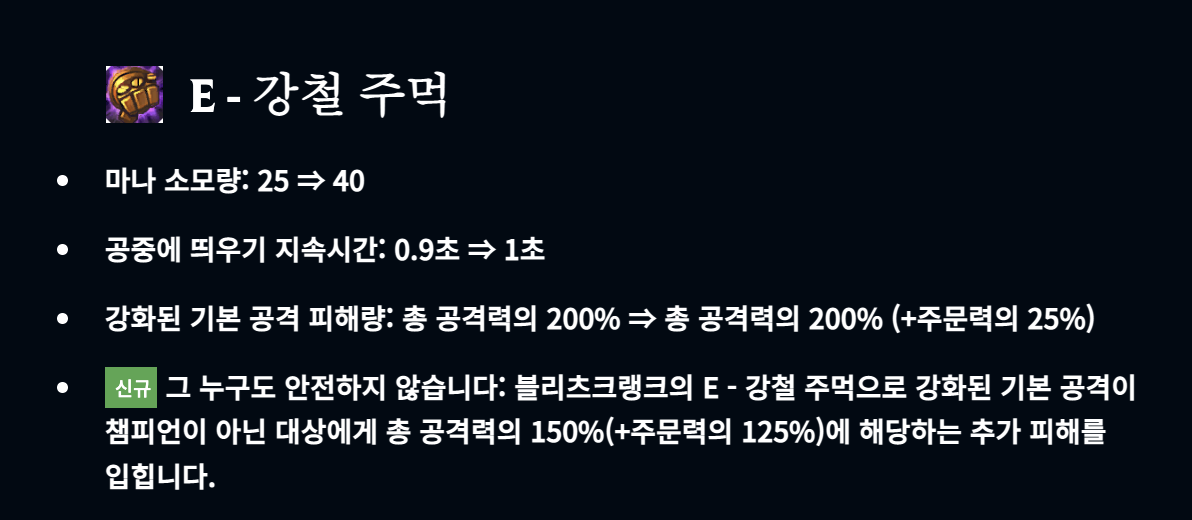 E - 강철 주먹
마나 소모량: 25 ⇒ 40
공중에 띄우기 지속시간: 0.9초 ⇒ 1초
강화된 기본 공격 피해량: 총 공격력의 200% ⇒ 총 공격력의 200% (+주문력의 25%)
신규 그 누구도 안전하지 않습니다: 블리츠크랭크의 E - 강철 주먹으로 강화된 기본 공격이
챔피언이 아닌 대상에게 총 공격력의 150%(+주문력의 125%)에 해당하는 추가 피해를
입힙니다.